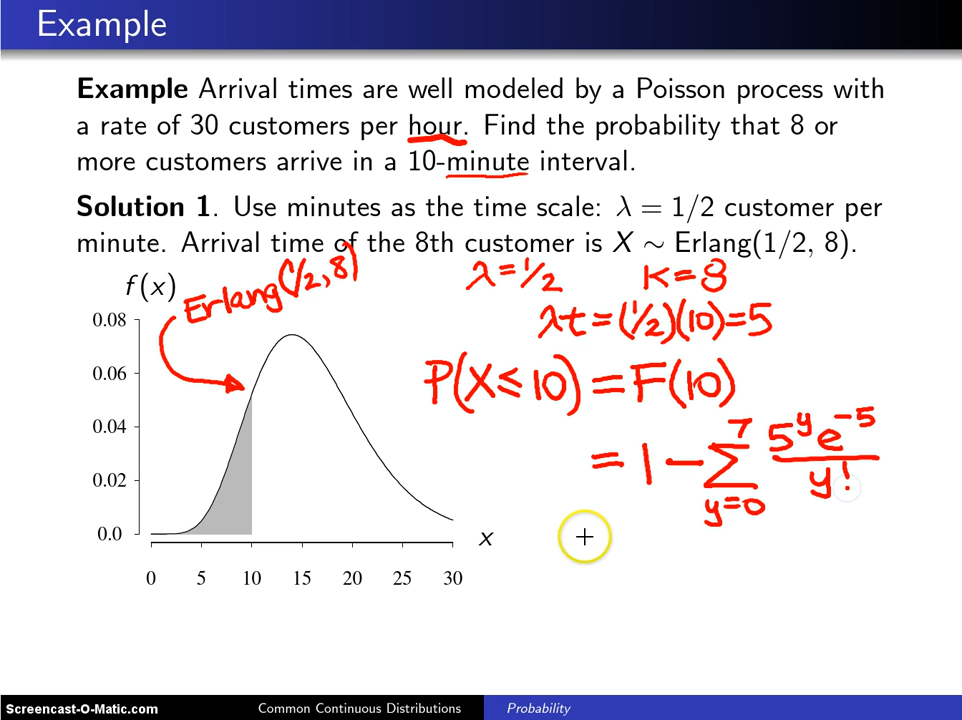 Example
Example Arrival times are well modeled by a Poisson process with
a rate of 30 customers per hour. Find the probability that 8 or
more customers arrive in a 10-minute interval.
Solution 1. Use minutes as the time scale: λ = 1/2 customer per
minute. Arrival time of the 8th customer is X ∼ Erlang(1/2, 8).
Erlang(1/2, 8)
λ=1/2 K=8
λt=(1/2)(10)=5
P(X≤10)=F(10)
=1-∑ 7 y=0 5^y e^-5 / y!
f(x)
0.08
0.06
0.04
0.02
0.0
x
0 5 10 15 20 25 30
Screencast-O-Matic.com Common Continuous Distributions Probability